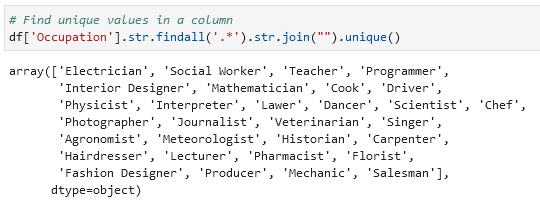 # Find unique values in a column
df['Occupation'].str.findall('.*').str.join("").unique()
array(['Electrician', 'Social Worker', 'Teacher', 'Programmer',
'Interior Designer', 'Mathematician', 'Cook', 'Driver',
'Physicist', 'Interpreter', 'Lawer', 'Dancer', 'Scientist', 'Chef',
'Photographer', 'Journalist', 'Veterinarian', 'Singer',
'Agronomist', 'Meteorologist', 'Historian', 'Carpenter',
'Hairdresser', 'Lecturer', 'Pharmacist', 'Florist',
'Fashion Designer', 'Producer', 'Mechanic', 'Salesman'],
dtype=object)